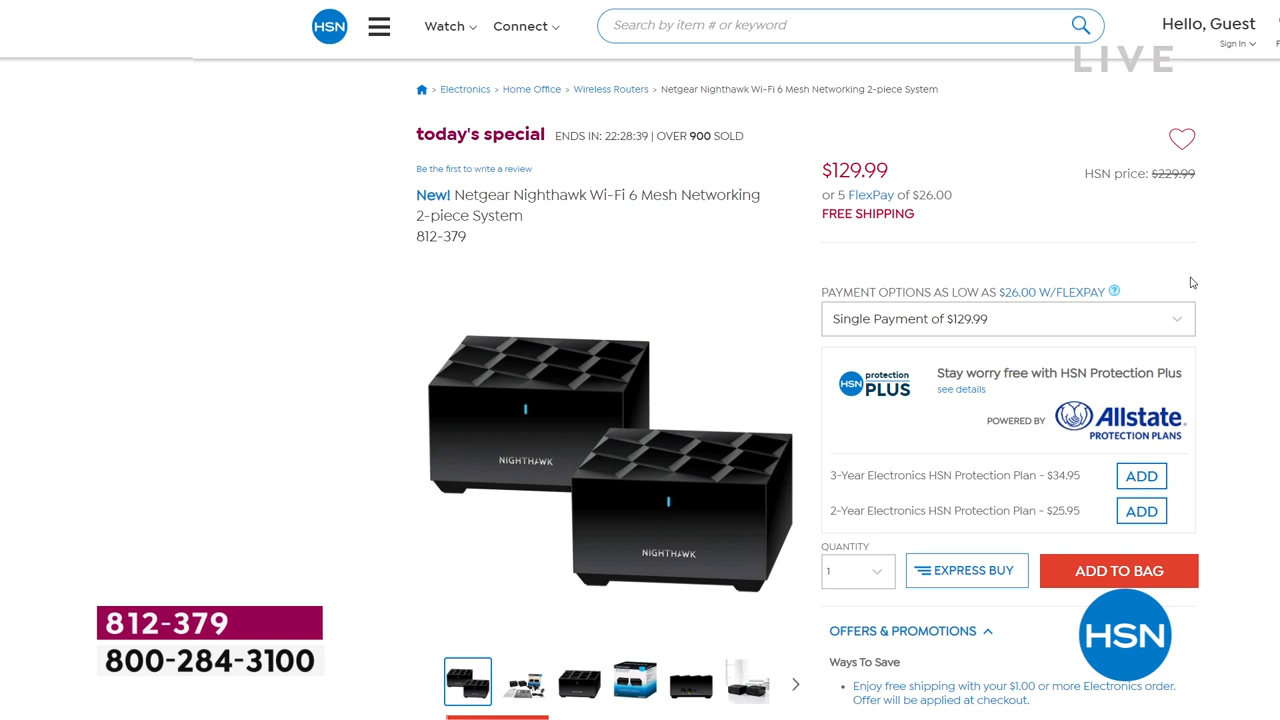 HSN
Watch
Connect
Search by item # or keyword
Hello, Guest
Sign In
LIVE
> Electronics > Home Office > Wireless Routers > Netgear Nighthawk Wi-Fi 6 Mesh Networking 2-piece System
today's special ENDS IN: 22:28:39 | OVER 900 SOLD
Be the first to write a review
New! Netgear Nighthawk Wi-Fi 6 Mesh Networking
2-piece System
812-379
$129.99
HSN price: $229.99
or 5 FlexPay of $26.00
FREE SHIPPING
PAYMENT OPTIONS AS LOW AS $26.00 W/FLEXPAY ?
Single Payment of $129.99
HSN protection PLUS
Stay worry free with HSN Protection Plus
see details
POWERED BY Allstate.
PROTECTION PLANS
3-Year Electronics HSN Protection Plan - $34.95 ADD
2-Year Electronics HSN Protection Plan - $25.95 ADD
QUANTITY
1
EXPRESS BUY
ADD TO BAG
NIGHTHAWK
NIGHTHAWK
OFFERS & PROMOTIONS
HSN
Ways To Save
• Enjoy free shipping with your $1.00 or more Electronics order.
Offer will be applied at checkout.
812-379
800-284-3100